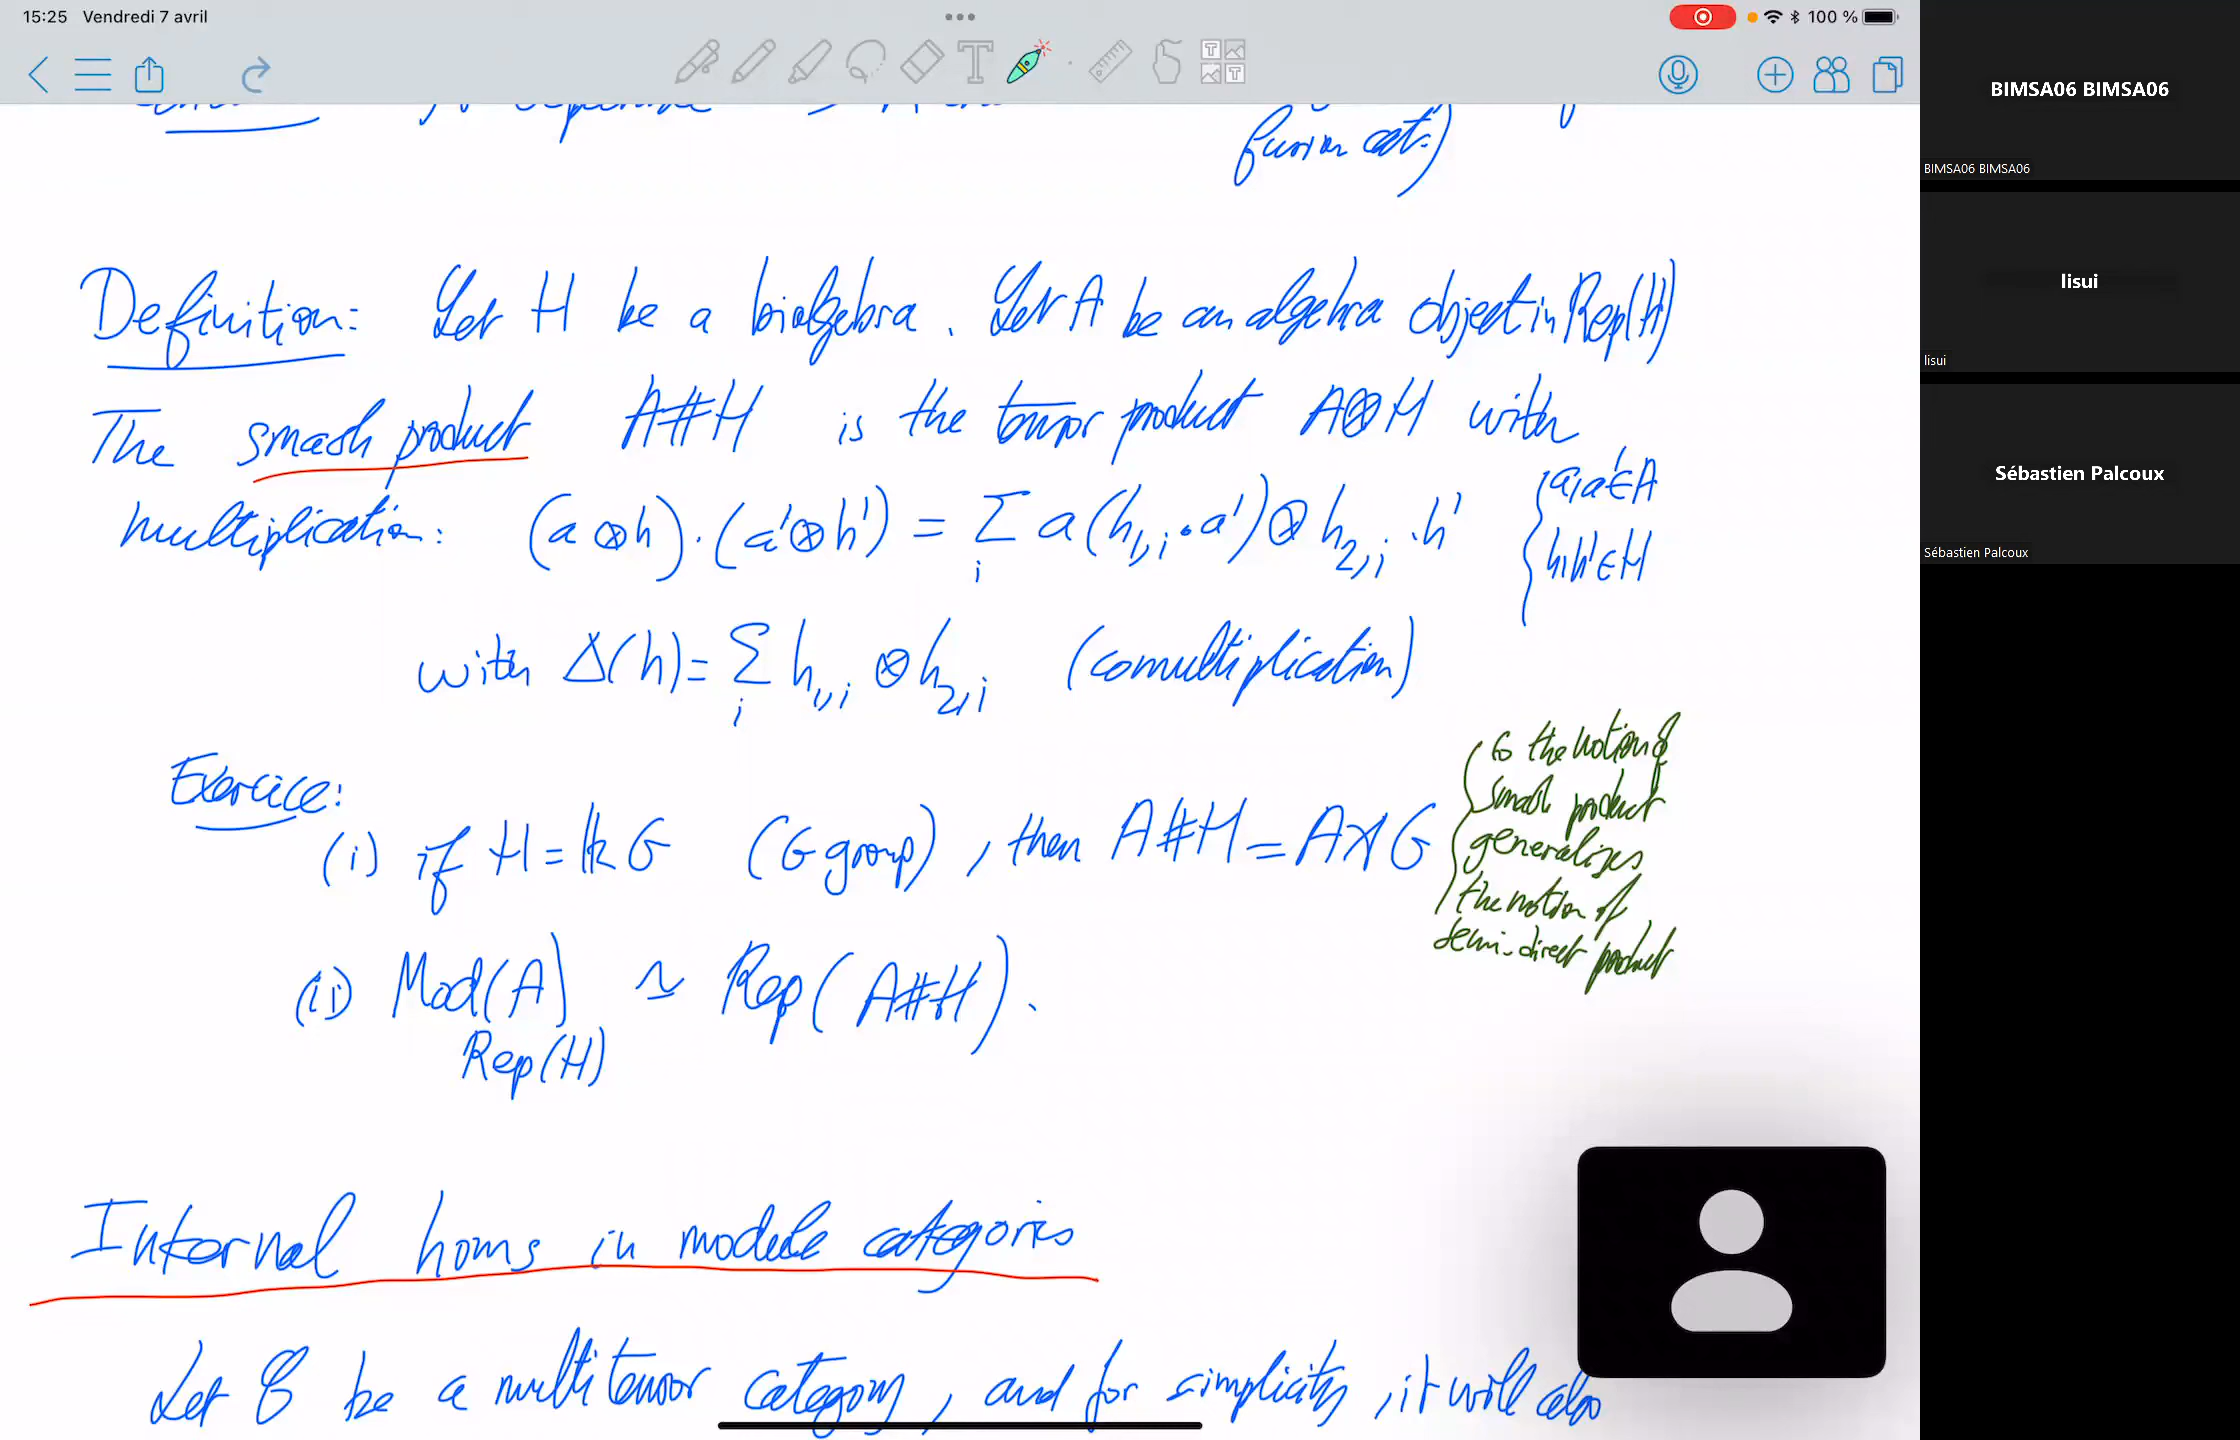 15:25 Vendredi 7 avril
100 %
fusion cat.)
Definition: Let H be a bialgebra. Let A be an algebra object in Rep(H)
The smash product A#H is the tensor product A⊗H with
multiplication: (a⊗h).(a'⊗h') = ∑_i a(h_{1,i}.a')⊗h_{2,i}.h' { a,a'∈A
h,h'∈H
with Δ(h)= ∑_i h_{1,i} ⊗ h_{2,i} (comultiplication)
Exercice:
(i) if H = kG (G group), then A#H = A⋊G
so the notion of
smash product
generalizes
the notion of
semi-direct product
(ii) Mod(A) ≃ Rep(A#H).
Rep(H)
Internal homs in module categories
Let C be a multitensor category, and for simplicity, it will also
BIMSA06 BIMSA06
BIMSA06 BIMSA06
lisui
lisui
Sébastien Palcoux
Sébastien Palcoux